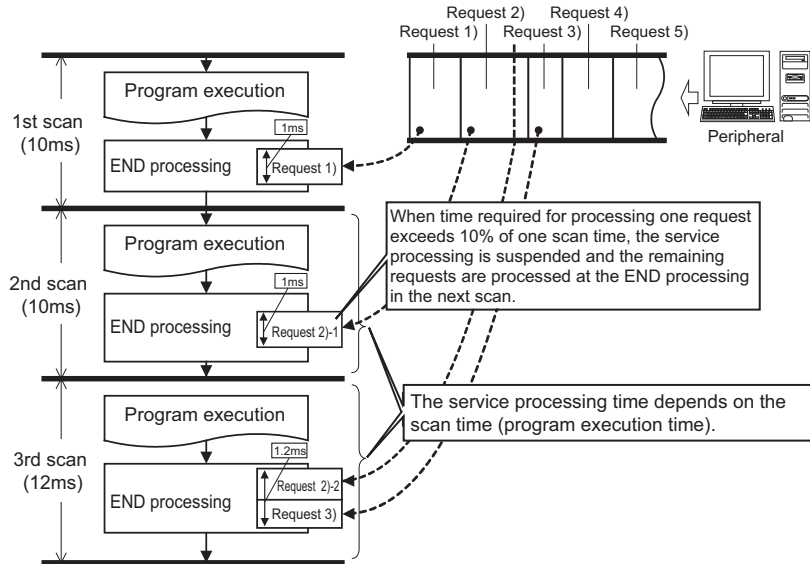 Request 2)
Request 4)
Request 1)
Request 3)
Request 5)
Peripheral
1st scan
(10ms)
Program execution
1ms
END processing
Request 1)
2nd scan
(10ms)
Program execution
1ms
END processing
Request 2)-1
When time required for processing one request
exceeds 10% of one scan time, the service
processing is suspended and the remaining
requests are processed at the END processing
in the next scan.
The service processing time depends on the
scan time (program execution time).
3rd scan
(12ms)
Program execution
1.2ms
END processing
Request 2)-2
Request 3)